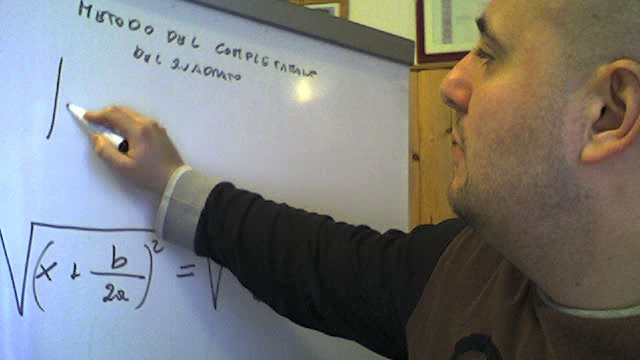 METODO DEL COMPLETAMENTO
DEL QUADRATO
|
√(x + b/2a)² = √